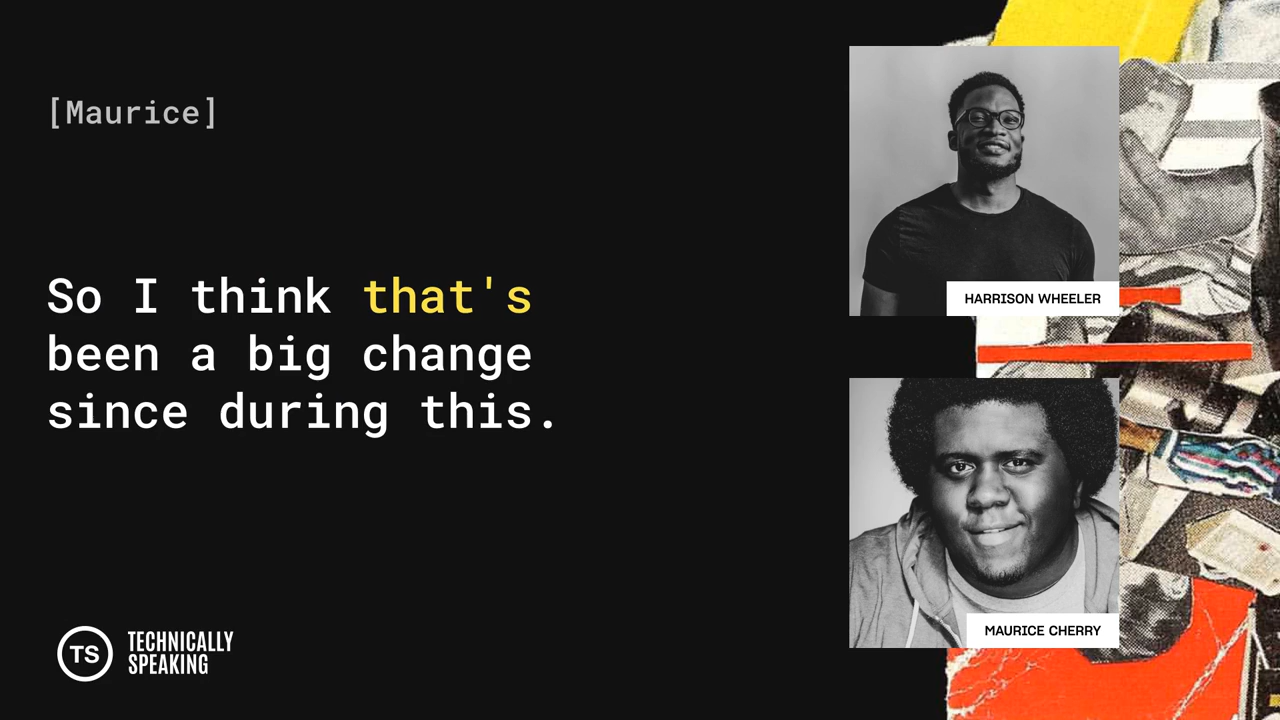 [Maurice]
So I think that's
been a big change
since during this.
TS
TECHNICALLY
SPEAKING
HARRISON WHEELER
MAURICE CHERRY